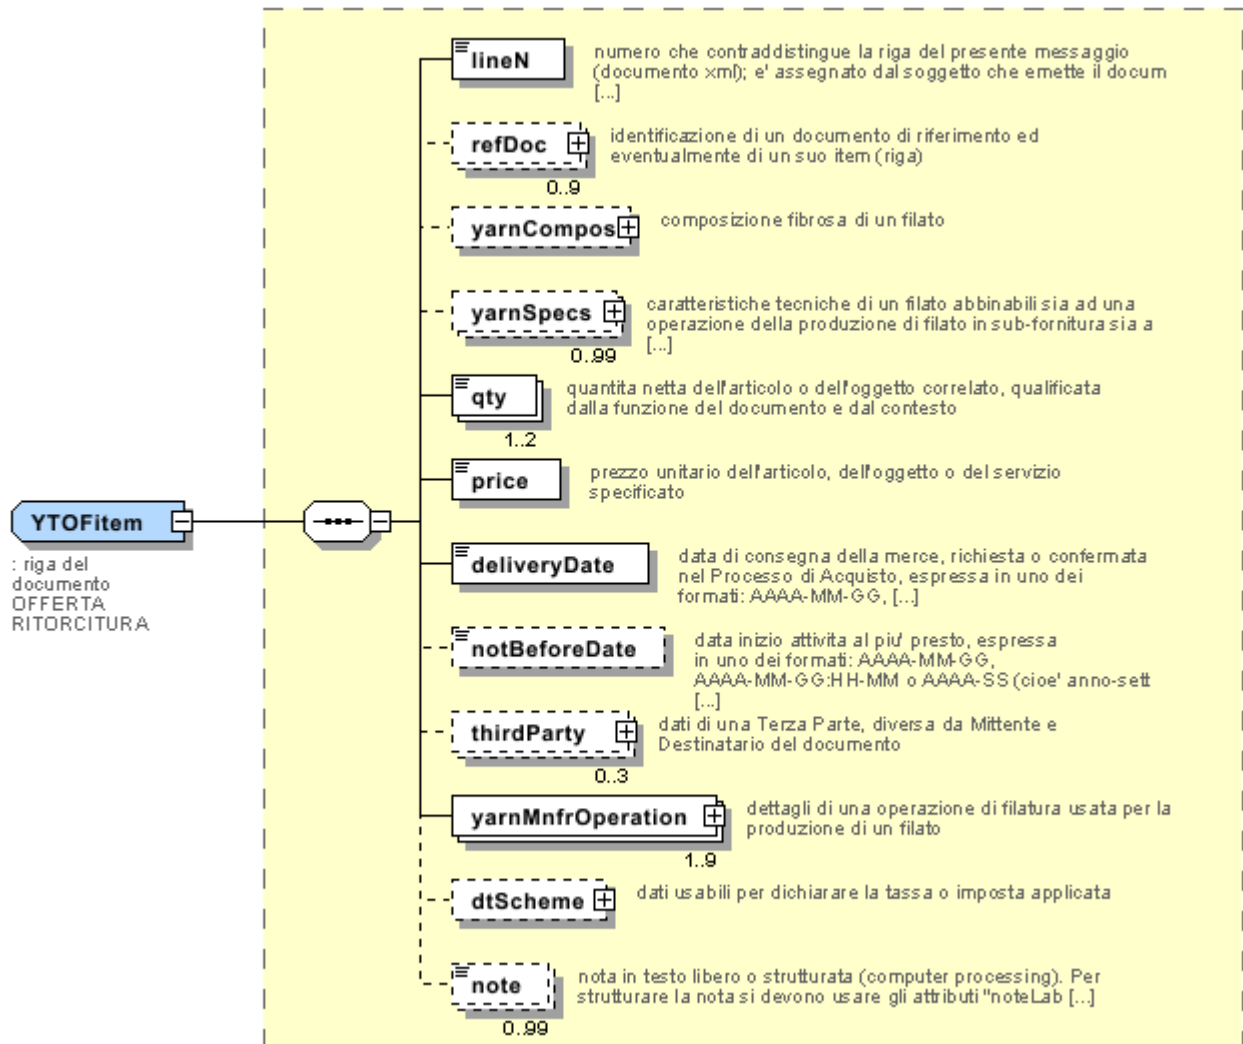 lineN
numero che contraddistingue la riga del presente messaggio
(documento xml); e' assegnato dal soggetto che emette il docum
[...]
refDoc
identificazione di un documento di riferimento ed
eventualmente di un suo item (riga)
0..9
yarnCompos
composizione fibrosa di un filato
yarnSpecs
caratteristiche tecniche di un filato abbinabili sia ad una
operazione della produzione di filato in sub-fornitura sia a
[...]
0..99
qty
quantita netta dell'articolo o dell'oggetto correlato, qualificata
dalla funzione del documento e dal contesto
1..2
price
prezzo unitario dell'articolo, dell'oggetto o del servizio
specificato
YTOFitem
: riga del
documento
OFFERTA
RITORCITURA
deliveryDate
data di consegna della merce, richiesta o confermata
nel Processo di Acquisto, espressa in uno dei
formati: AAAA-MM-GG, [...]
notBeforeDate
data inizio attivita al piu' presto, espressa
in uno dei formati: AAAA-MM-GG,
AAAA-MM-GG:HH-MM o AAAA-SS (cioe' anno-sett
[...]
thirdParty
dati di una Terza Parte, diversa da Mittente e
Destinatario del documento
0..3
yarnMnfrOperation
dettagli di una operazione di filatura usata per la
produzione di un filato
1..9
dtScheme
dati usabili per dichiarare la tassa o imposta applicata
note
nota in testo libero o strutturata (computer processing). Per
strutturare la nota si devono usare gli attributi "noteLab [...]
0..99